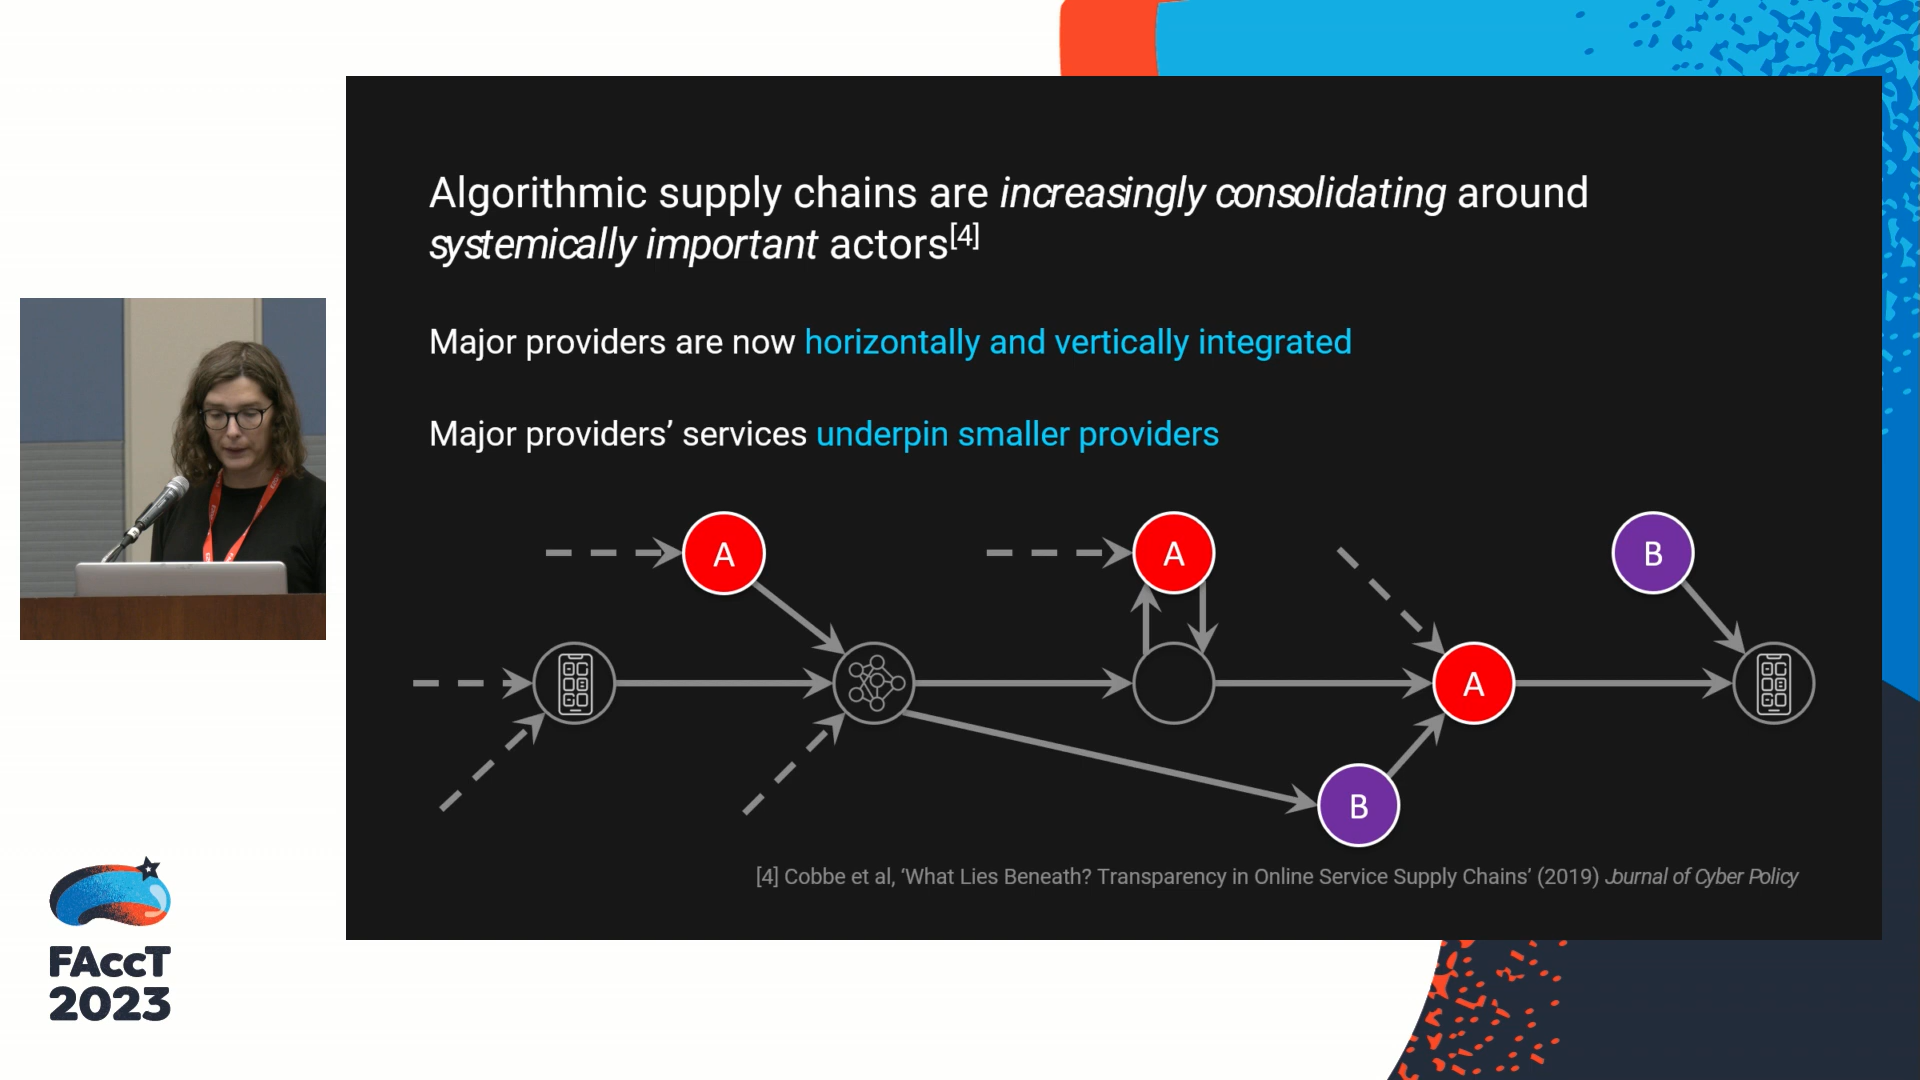 Algorithmic supply chains are increasingly consolidating around
systemically important actors[4]
Major providers are now horizontally and vertically integrated
Major providers’ services underpin smaller providers
A
A
B
A
B
[4] Cobbe et al, ‘What Lies Beneath? Transparency in Online Service Supply Chains’ (2019) Journal of Cyber Policy
FAccT
2023